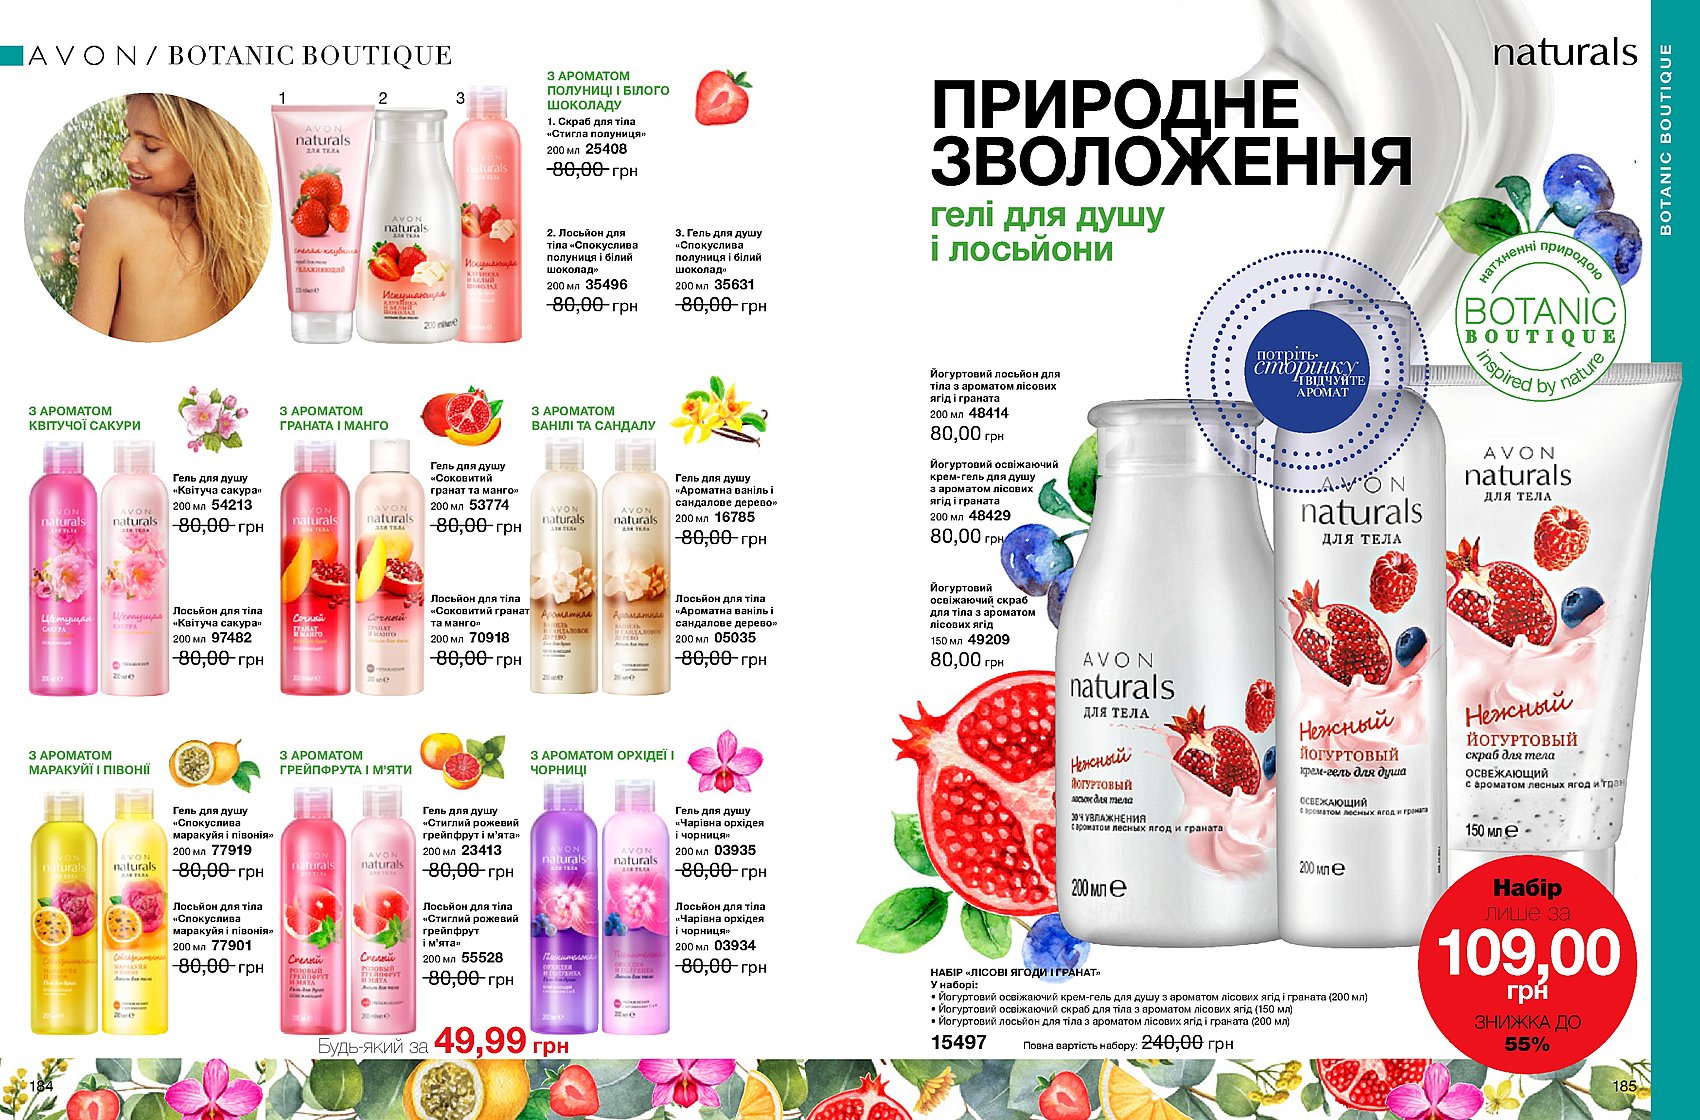 AVON / BOTANIC BOUTIQUE
1
2
3
З АРОМАТОМ
ПОЛУНИЦІ І БІЛОГО
ШОКОЛАДУ
1. Скраб для тіла
«Стигла полуниця»
200 мл 25408
80,00 грн
2. Лосьйон для
тіла «Спокуслива
полуниця і білий
шоколад»
200 мл 35496
80,00 грн
3. Гель для душу
«Спокуслива
полуниця і білий
шоколад»
200 мл 35631
80,00 грн
З АРОМАТОМ
КВІТУЧОЇ САКУРИ
Гель для душу
«Квітуча сакура»
200 мл 54213
80,00 грн
Лосьйон для тіла
«Квітуча сакура»
200 мл 97482
80,00 грн
З АРОМАТОМ
ГРАНАТА І МАНГО
Гель для душу
«Соковитий
гранат та манго»
200 мл 53774
80,00 грн
Лосьйон для тіла
«Соковитий гранат
та манго»
200 мл 70918
80,00 грн
З АРОМАТОМ
ВАНІЛІ ТА САНДАЛУ
Гель для душу
«Ароматна ваніль і
сандалове дерево»
200 мл 16785
80,00 грн
Лосьйон для тіла
«Ароматна ваніль і
сандалове дерево»
200 мл 05035
80,00 грн
З АРОМАТОМ
МАРАКУЙЇ І ПІВОНІЇ
Гель для душу
«Спокуслива
маракуйя і півонія»
200 мл 77919
80,00 грн
Лосьйон для тіла
«Спокуслива
маракуйя і півонія»
200 мл 77901
80,00 грн
З АРОМАТОМ
ГРЕЙПФРУТА І М'ЯТИ
Гель для душу
«Стиглий рожевий
грейпфрут і м'ята»
200 мл 23413
80,00 грн
Лосьйон для тіла
«Стиглий рожевий
грейпфрут
і м'ята»
200 мл 55528
80,00 грн
З АРОМАТОМ ОРХІДЕЇ І
ЧОРНИЦІ
Гель для душу
«Чарівна орхідея
і чорниця»
200 мл 03935
80,00 грн
Лосьйон для тіла
«Чарівна орхідея
і чорниця»
200 мл 03934
80,00 грн
Будь-який за 49,99 грн
184
naturals
BOTANIC BOUTIQUE
ПРИРОДНЕ
ЗВОЛОЖЕННЯ
гелі для душу
і лосьйони
натхненні природою
BOTANIC
BOUTIQUE
inspired by nature
потріть
сторінку
і відчуйте
аромат
Йогуртовий лосьйон для
тіла з ароматом лісових
ягід і граната
200 мл 48414
80,00 грн
Йогуртовий освіжаючий
крем-гель для душу
з ароматом лісових
ягід і граната
200 мл 48429
80,00 грн
Йогуртовий
освіжаючий скраб
для тіла з ароматом
лісових ягід
150 мл 49209
80,00 грн
AVON
naturals
ДЛЯ ТЕЛА
Нежный
ЙОГУРТОВЫЙ
лосьон для тела
30 Ч УВЛАЖНЕНИЯ
с ароматом лесных ягод и граната
200 мл e
AVON
naturals
ДЛЯ ТЕЛА
Нежный
ЙОГУРТОВЫЙ
крем-гель для душа
ОСВЕЖАЮЩИЙ
с ароматом лесных ягод и граната
200 мл e
AVON
naturals
ДЛЯ ТЕЛА
Нежный
ЙОГУРТОВЫЙ
скраб для тела
ОСВЕЖАЮЩИЙ
с ароматом лесных ягод и гран
150 мл e
Набір
лише за
109,00
грн
ЗНИЖКА ДО
55%
НАБІР «ЛІСОВІ ЯГОДИ І ГРАНАТ»
У наборі:
• Йогуртовий освіжаючий крем-гель для душу з ароматом лісових ягід і граната (200 мл)
• Йогуртовий освіжаючий скраб для тіла з ароматом лісових ягід (150 мл)
• Йогуртовий лосьйон для тіла з ароматом лісових ягід і граната (200 мл)
15497 Повна вартість набору: 240,00 грн
185